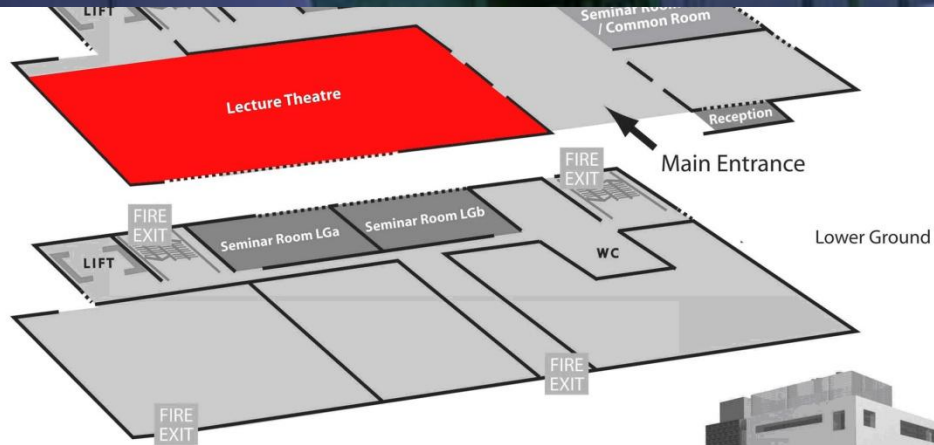 LIFT
Seminar Room
/ Common Room
Lecture Theatre
Reception
Main Entrance
FIRE
EXIT
FIRE
EXIT
Seminar Room LGa
Seminar Room LGb
LIFT
WC
Lower Ground
FIRE
EXIT
FIRE
EXIT